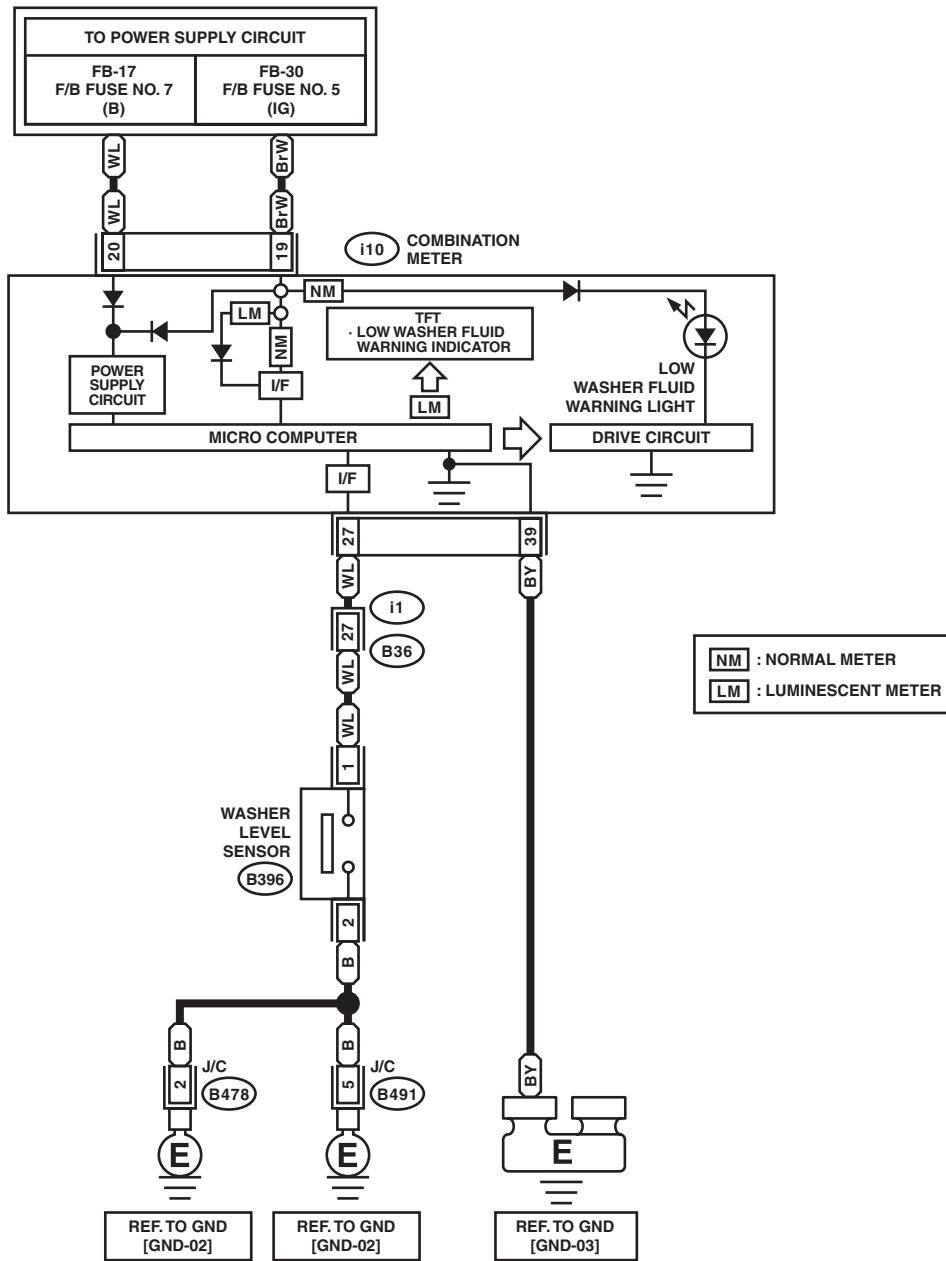 TO POWER SUPPLY CIRCUIT
FB-17
F/B FUSE NO. 7
(B)
FB-30
F/B FUSE NO. 5
(IG)
WL
BrW
WL
BrW
20
19
i10
COMBINATION
METER
NM
LM
NM
TFT
· LOW WASHER FLUID
WARNING INDICATOR
POWER
SUPPLY
CIRCUIT
I/F
LM
LOW
WASHER FLUID
WARNING LIGHT
MICRO COMPUTER
DRIVE CIRCUIT
I/F
27
39
WL
BY
i1
27
B36
WL
NM : NORMAL METER
LM : LUMINESCENT METER
WL
1
WASHER
LEVEL
SENSOR
B396
2
B
B
B
BY
2
J/C
B478
5
J/C
B491
E
E
E
REF. TO GND
[GND-02]
REF. TO GND
[GND-02]
REF. TO GND
[GND-03]